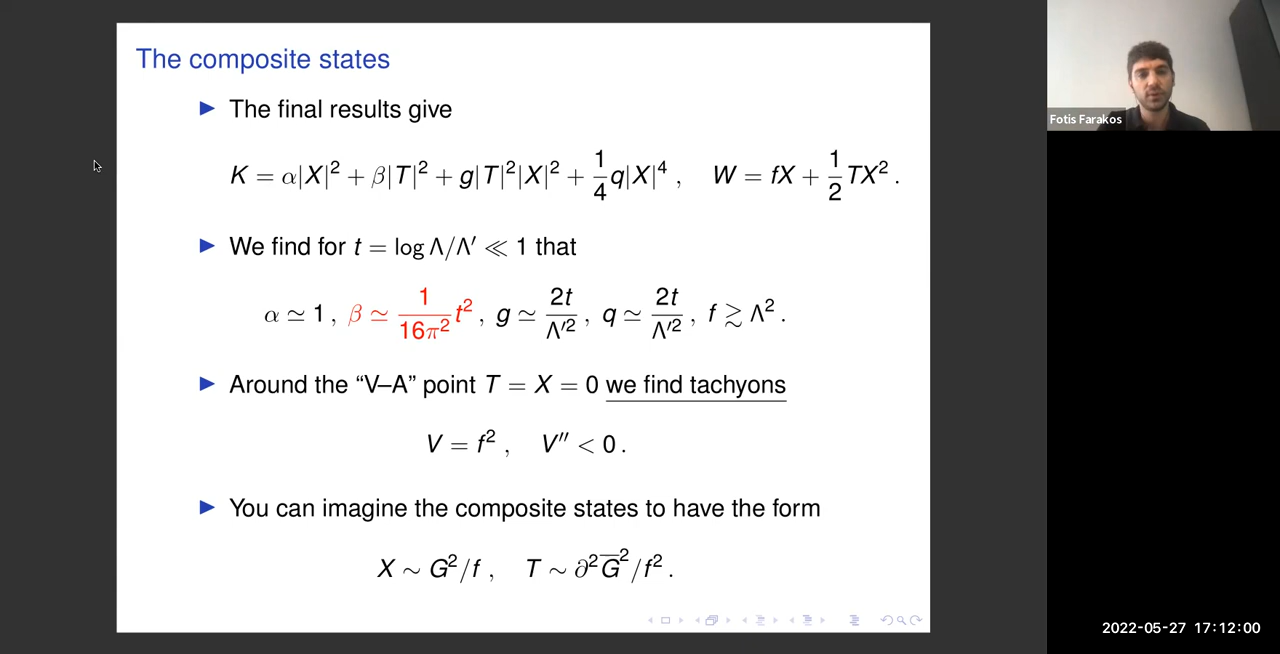 The composite states
► The final results give
K = α|X|² + β|T|² + g|T|²|X|² + 1/4 q|X|⁴ , W = fX + 1/2 TX² .
► We find for t = log Λ/Λ′ ≪ 1 that
α ≃ 1 , β ≃ 1/16π² t² , g ≃ 2t/Λ′² , q ≃ 2t/Λ′² , f ≳ Λ² .
► Around the “V–A” point T = X = 0 we find tachyons
V = f² , V′′ < 0 .
► You can imagine the composite states to have the form
X ∼ G²/f , T ∼ ∂²G̅²/f² .
Fotis Farakos
2022-05-27 17:12:00